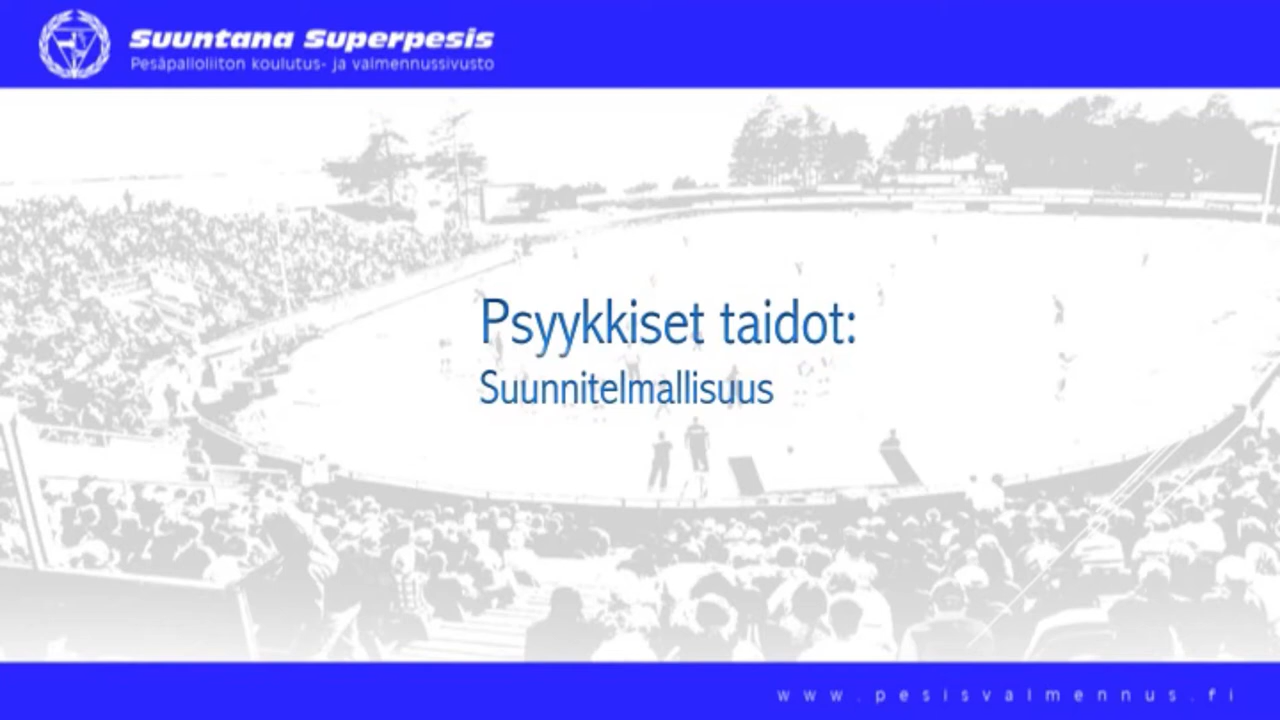 Suuntana Superpesis
Pesäpalloliiton koulutus- ja valmennussivusto
Psyykkiset taidot:
Suunnitelmallisuus
www.pesisvalmennus.fi